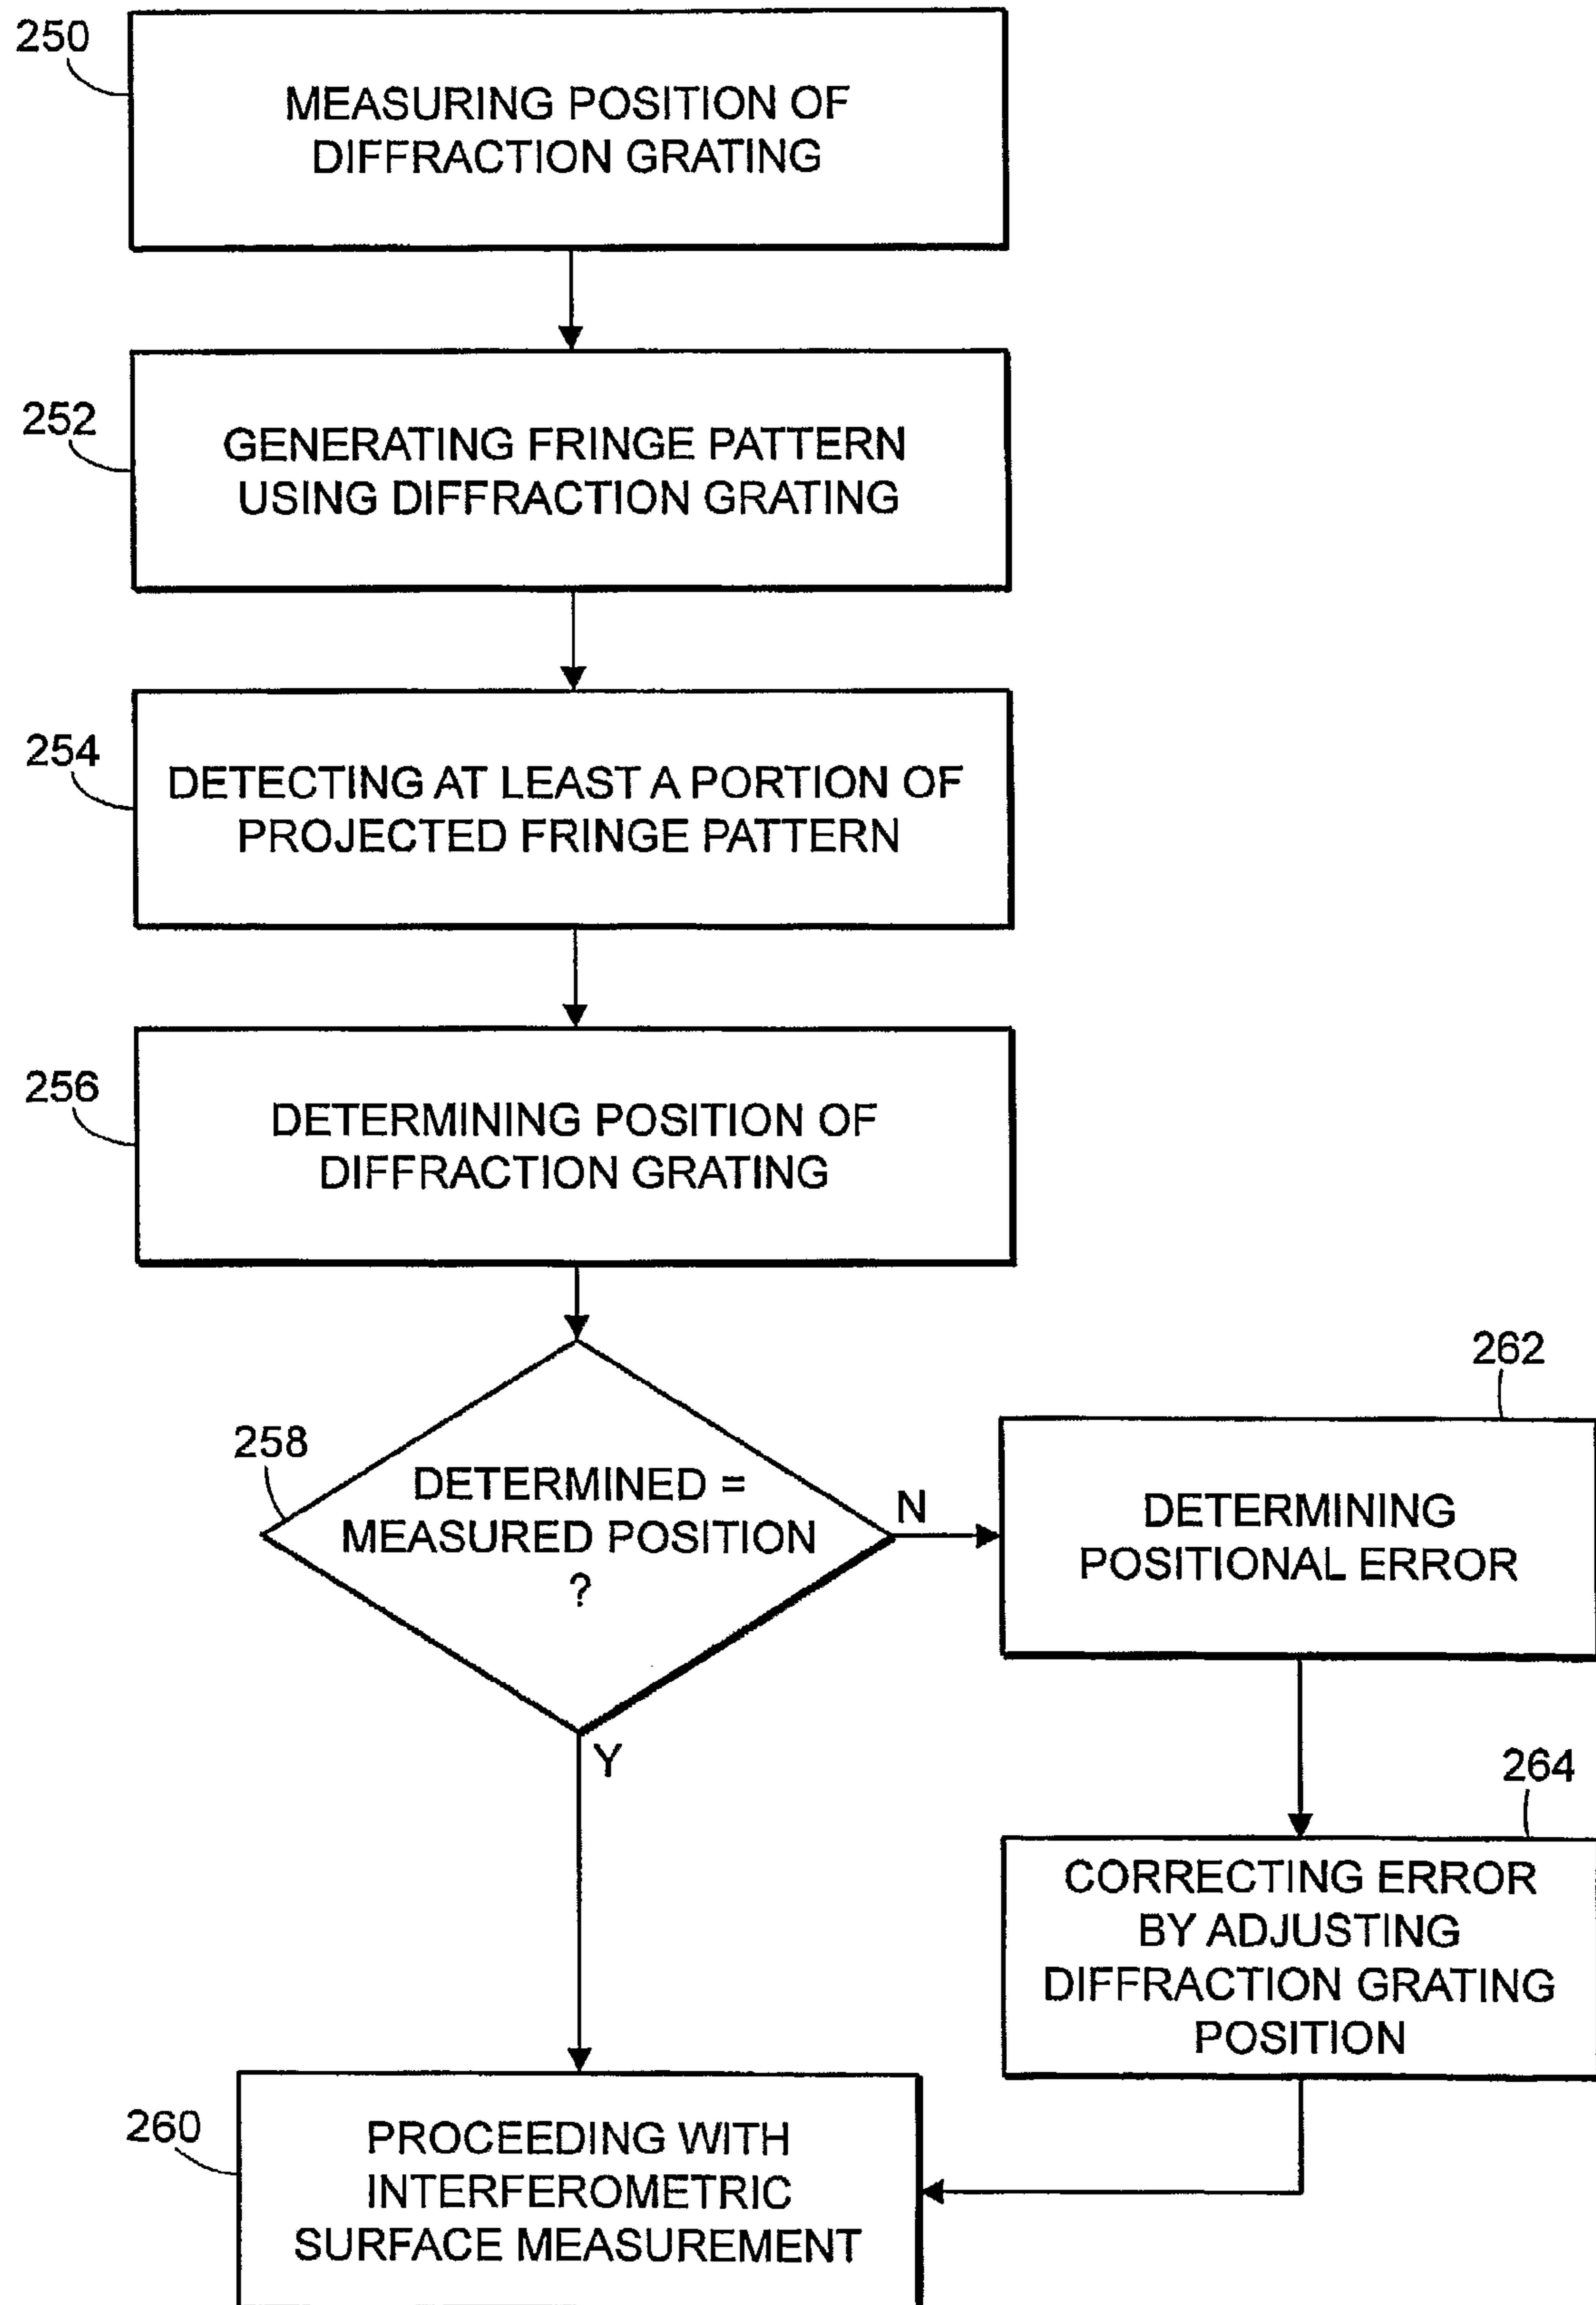 250
MEASURING POSITION OF
DIFFRACTION GRATING
252
GENERATING FRINGE PATTERN
USING DIFFRACTION GRATING
254
DETECTING AT LEAST A PORTION OF
PROJECTED FRINGE PATTERN
256
DETERMINING POSITION OF
DIFFRACTION GRATING
258
DETERMINED =
MEASURED POSITION
?
N
Y
262
DETERMINING
POSITIONAL ERROR
264
CORRECTING ERROR
BY ADJUSTING
DIFFRACTION GRATING
POSITION
260
PROCEEDING WITH
INTERFEROMETRIC
SURFACE MEASUREMENT